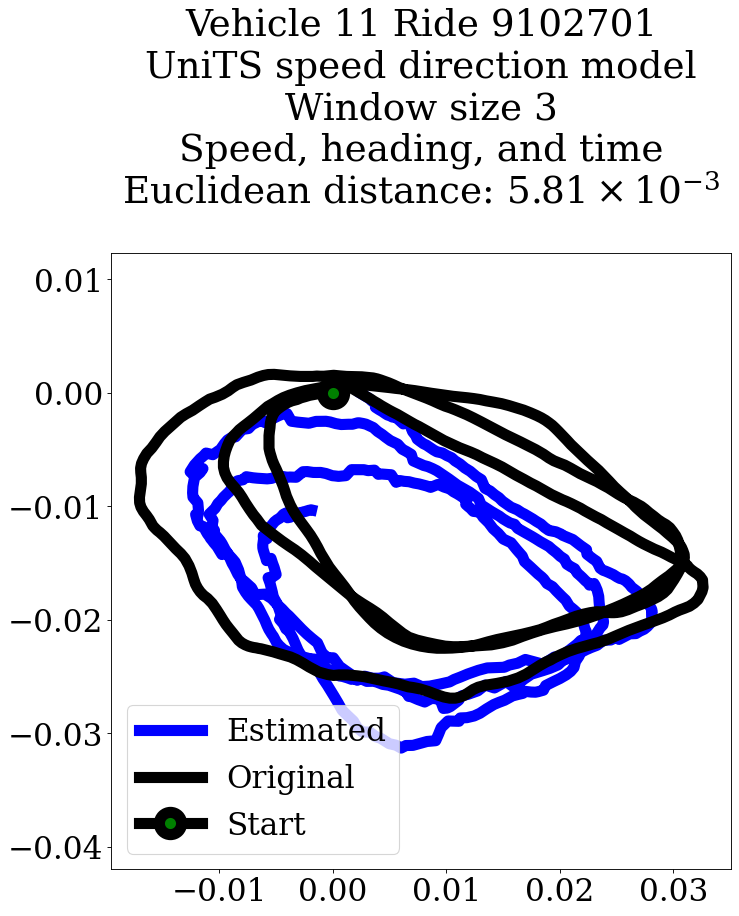 Vehicle 11 Ride 9102701
UniTS speed direction model
Window size 3
Speed, heading, and time
Euclidean distance: 5.81 × 10⁻³
0.01
0.00
−0.01
−0.02
−0.03
−0.04
Estimated
Original
Start
−0.01 0.00 0.01 0.02 0.03